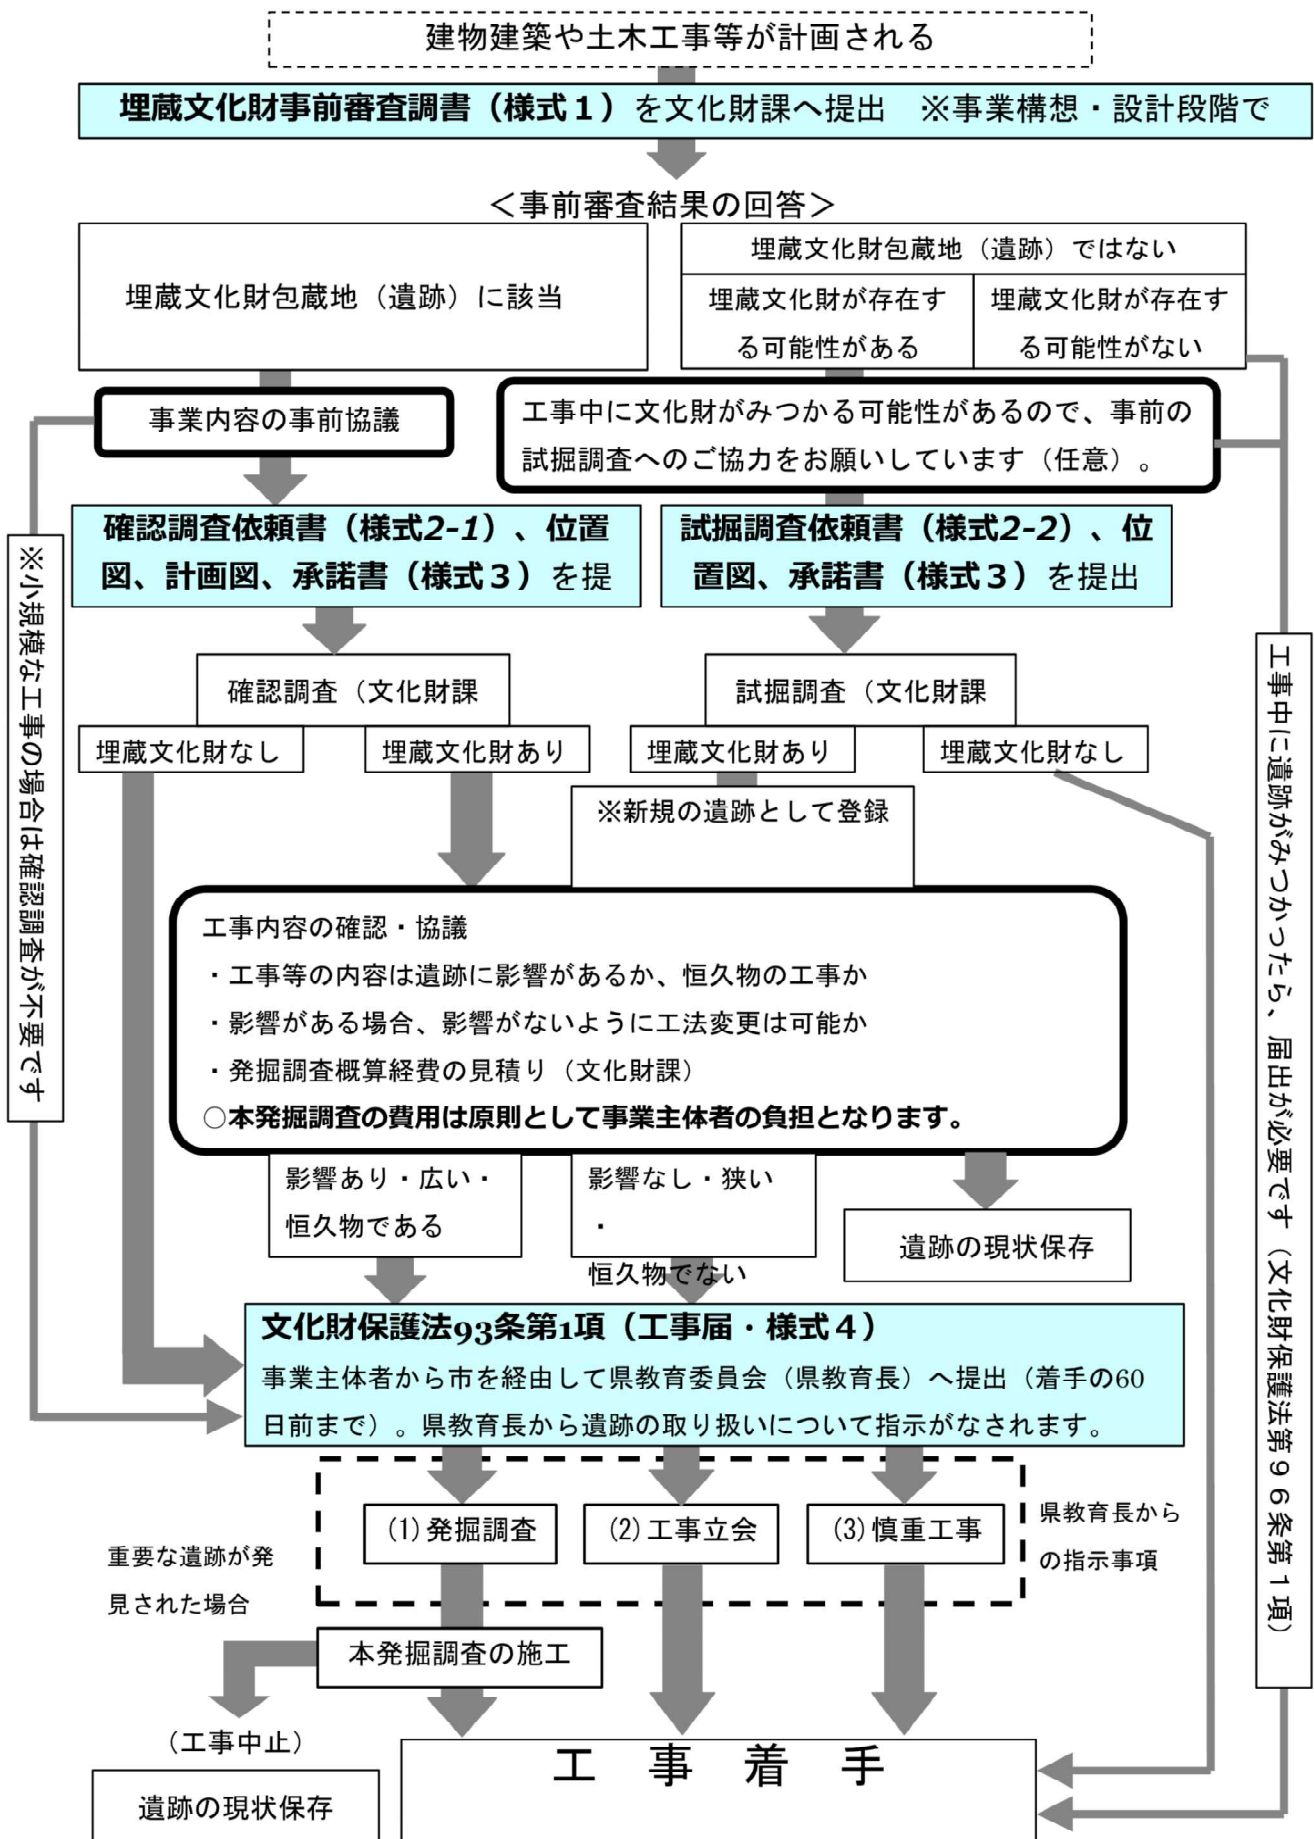 建物建築や土木工事等が計画される
埋蔵文化財事前審査調書（様式１）を文化財課へ提出　※事業構想・設計段階で
＜事前審査結果の回答＞
埋蔵文化財包蔵地（遺跡）に該当
埋蔵文化財包蔵地（遺跡）ではない
埋蔵文化財が存在す
る可能性がある
埋蔵文化財が存在す
る可能性がない
事業内容の事前協議
工事中に文化財がみつかる可能性があるので、事前の
試掘調査へのご協力をお願いしています（任意）。
確認調査依頼書（様式2-1）、位置
図、計画図、承諾書（様式３）を提
試掘調査依頼書（様式2-2）、位
置図、承諾書（様式３）を提出
※小規模な工事の場合は確認調査が不要です
工事中に遺跡がみつかったら、届出が必要です（文化財保護法第９６条第１項）
確認調査（文化財課
試掘調査（文化財課
埋蔵文化財なし
埋蔵文化財あり
埋蔵文化財あり
埋蔵文化財なし
※新規の遺跡として登録
工事内容の確認・協議
・工事等の内容は遺跡に影響があるか、恒久物の工事か
・影響がある場合、影響がないように工法変更は可能か
・発掘調査概算経費の見積り（文化財課）
○本発掘調査の費用は原則として事業主体者の負担となります。
影響あり・広い・
恒久物である
影響なし・狭い
・
恒久物でない
遺跡の現状保存
文化財保護法93条第1項（工事届・様式４）
事業主体者から市を経由して県教育委員会（県教育長）へ提出（着手の60
日前まで）。県教育長から遺跡の取り扱いについて指示がなされます。
(1)発掘調査
(2)工事立会
(3)慎重工事
県教育長から
の指示事項
重要な遺跡が発
見された場合
本発掘調査の施工
（工事中止）
遺跡の現状保存
工　事　着　手